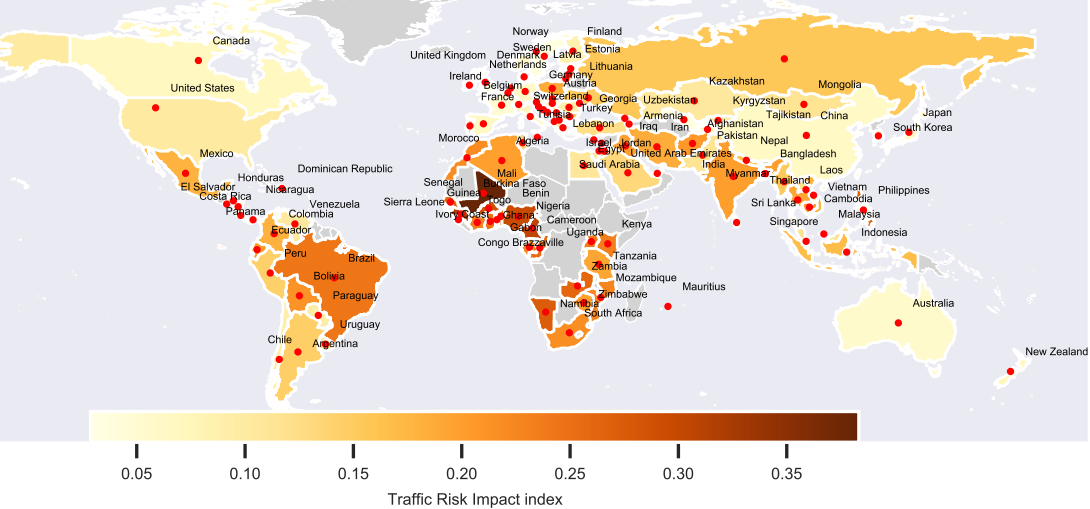 Norway
Finland
Canada
Sweden
Estonia
United Kingdom
Denmark
Latvia
Netherlands
Lithuania
Ireland
Germany
Kazakhstan
Mongolia
United States
Belgium
Austria
France
Switzerland
Georgia
Uzbekistan
Kyrgyzstan
Turkey
Tajikistan
China
Japan
Tunisia
Armenia
Lebanon
Iraq
Iran
Afghanistan
South Korea
Morocco
Algeria
Israel
Jordan
Pakistan
Nepal
Egypt
Mexico
United Arab Emirates
Bangladesh
Saudi Arabia
India
Dominican Republic
Mali
Myanmar
Laos
Honduras
Senegal
Burkina Faso
Thailand
El Salvador
Nicaragua
Guinea
Benin
Vietnam
Philippines
Costa Rica
Venezuela
Sierra Leone
Togo
Nigeria
Sri Lanka
Cambodia
Panama
Colombia
Ivory Coast
Ghana
Cameroon
Kenya
Singapore
Malaysia
Ecuador
Gabon
Uganda
Indonesia
Congo Brazzaville
Peru
Brazil
Tanzania
Zambia
Bolivia
Mozambique
Mauritius
Paraguay
Zimbabwe
Namibia
Australia
South Africa
Uruguay
Chile
Argentina
New Zealand
0.05
0.10
0.15
0.20
0.25
0.30
0.35
Traffic Risk Impact index